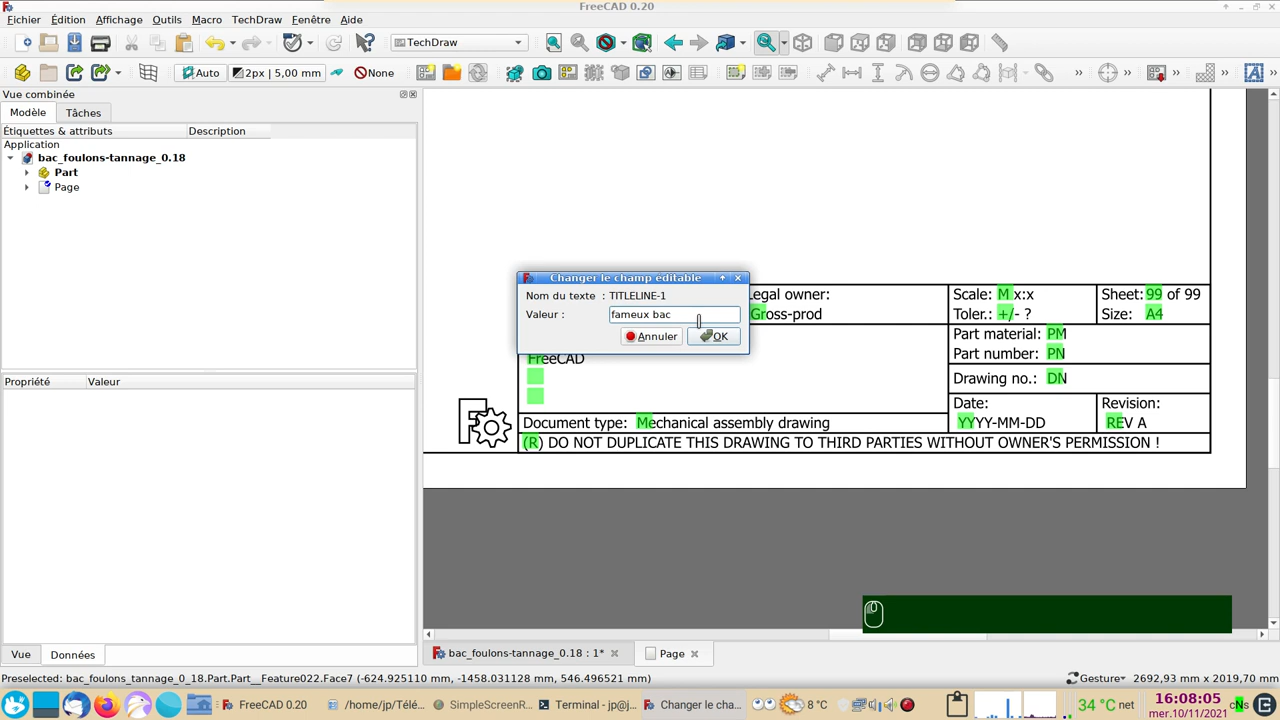 FreeCAD 0.20
Fichier Édition Affichage Outils Macro TechDraw Fenêtre Aide
TechDraw
Auto 2px | 5,00 mm None
Vue combinée
Modèle Tâches
Étiquettes & attributs Description
Application
bac_foulons-tannage_0.18
Part
Page
Propriété Valeur
Vue Données
Changer le champ éditable
Nom du texte : TITLELINE-1
Valeur : fameux bac
Annuler OK
Legal owner:
Gross-prod
Scale: M x:x
Toler.: +/- ?
Sheet: 99 of 99
Size: A4
FreeCAD
Part material: PM
Part number: PN
Drawing no.: DN
Date:
YYYY-MM-DD
Revision:
REV A
Document type: Mechanical assembly drawing
(R) DO NOT DUPLICATE THIS DRAWING TO THIRD PARTIES WITHOUT OWNER'S PERMISSION !
bac_foulons-tannage_0.18 : 1* Page
Preselected: bac_foulons_tannage_0_18.Part.Part__Feature022.Face7 (-624.925110 mm, -1458.031128 mm, 546.496521 mm)
Gesture 2692,93 mm x 2019,70 mm
FreeCAD 0.20 /home/jp/Télé... SimpleScreenR... Terminal - jp@j... Changer le cha... 8 °C 34 °C net
16:08:05
mer.10/11/2021
cNs